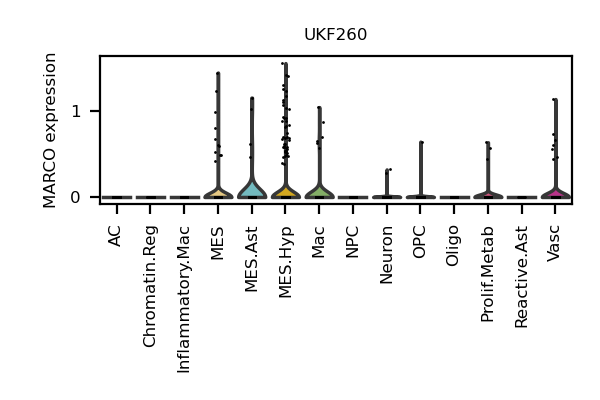 UKF260
MARCO expression
1
0
AC
Chromatin.Reg
Inflammatory.Mac
MES
MES.Ast
MES.Hyp
Mac
NPC
Neuron
OPC
Oligo
Prolif.Metab
Reactive.Ast
Vasc